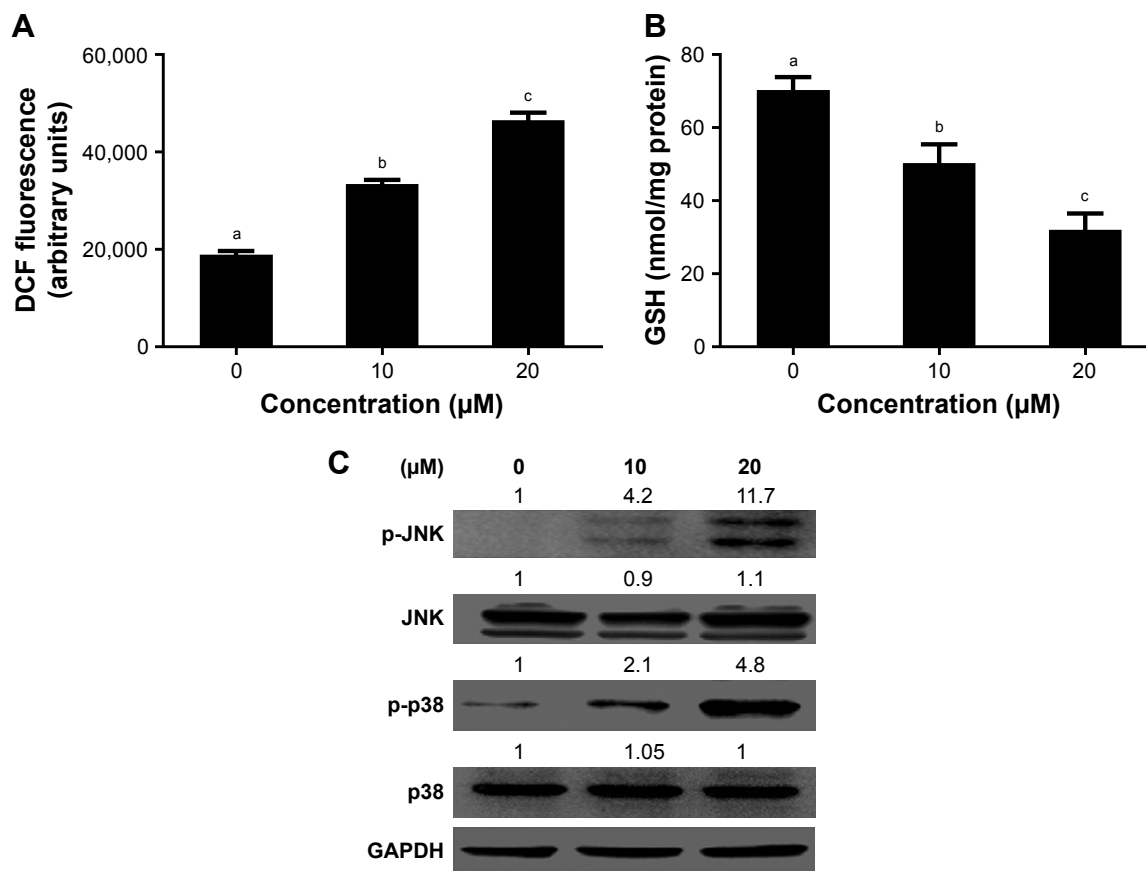 A
DCF fluorescence
(arbitrary units)
60,000
40,000
20,000
0
a
b
c
0 10 20
Concentration (µM)
B
GSH (nmol/mg protein)
80
60
40
20
0
a
b
c
0 10 20
Concentration (µM)
C
(µM) 0 10 20
1 4.2 11.7
p-JNK
1 0.9 1.1
JNK
1 2.1 4.8
p-p38
1 1.05 1
p38
GAPDH